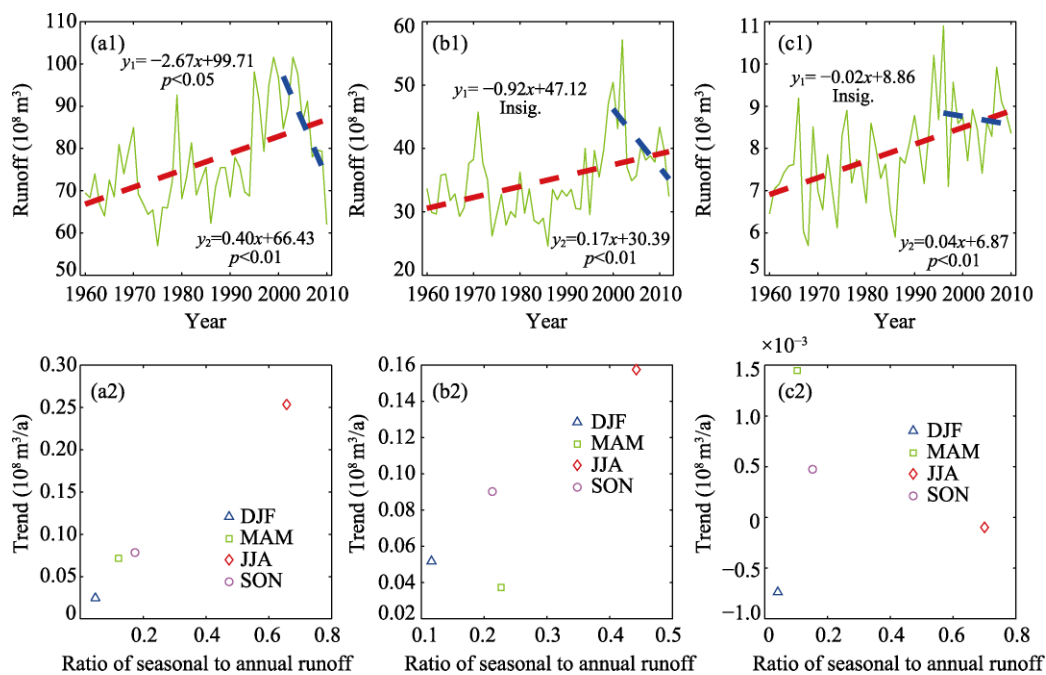 (a1)
y₁= −2.67x+99.71
p<0.05
y₂=0.40x+66.43
p<0.01
Runoff (10⁸ m³)
110
100
90
80
70
60
50
1960 1970 1980 1990 2000 2010
Year
(b1)
y₁= −0.92x+47.12
Insig.
y₂=0.17x+30.39
p<0.01
Runoff (10⁸ m³)
60
50
40
30
20
1960 1970 1980 1990 2000 2010
Year
(c1)
y₁= −0.02x+8.86
Insig.
y₂=0.04x+6.87
p<0.01
Runoff (10⁸ m³)
11
10
9
8
7
6
5
1960 1970 1980 1990 2000 2010
Year
(a2)
Trend (10⁸ m³/a)
0.30
0.25
0.20
0.15
0.10
0.05
0
DJF
MAM
JJA
SON
0.2 0.4 0.6 0.8
Ratio of seasonal to annual runoff
(b2)
Trend (10⁸ m³/a)
0.16
0.14
0.12
0.10
0.08
0.06
0.04
0.02
DJF
MAM
JJA
SON
0.1 0.2 0.3 0.4 0.5
Ratio of seasonal to annual runoff
×10⁻³
(c2)
Trend (10⁸ m³/a)
1.5
1.0
0.5
0
−0.5
−1.0
DJF
MAM
JJA
SON
0 0.2 0.4 0.6 0.8
Ratio of seasonal to annual runoff